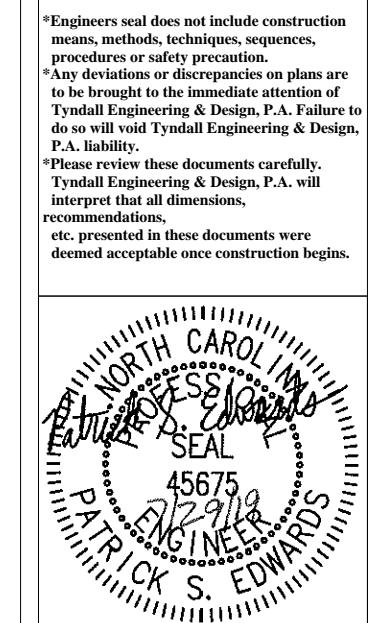 *Engineers seal does not include construction
means, methods, techniques, sequences,
procedures or safety precaution.
*Any deviations or discrepancies on plans are
to be brought to the immediate attention of
Tyndall Engineering & Design, P.A. Failure to
do so will void Tyndall Engineering & Design,
P.A. liability.
*Please review these documents carefully.
Tyndall Engineering & Design, P.A. will
interpret that all dimensions,
recommendations,
etc. presented in these documents were
deemed acceptable once construction begins.
NORTH CAROLINA
PROFESSIONAL
Patrick S. Edwards
SEAL
45675
7/29/19
ENGINEER
PATRICK S. EDWARDS